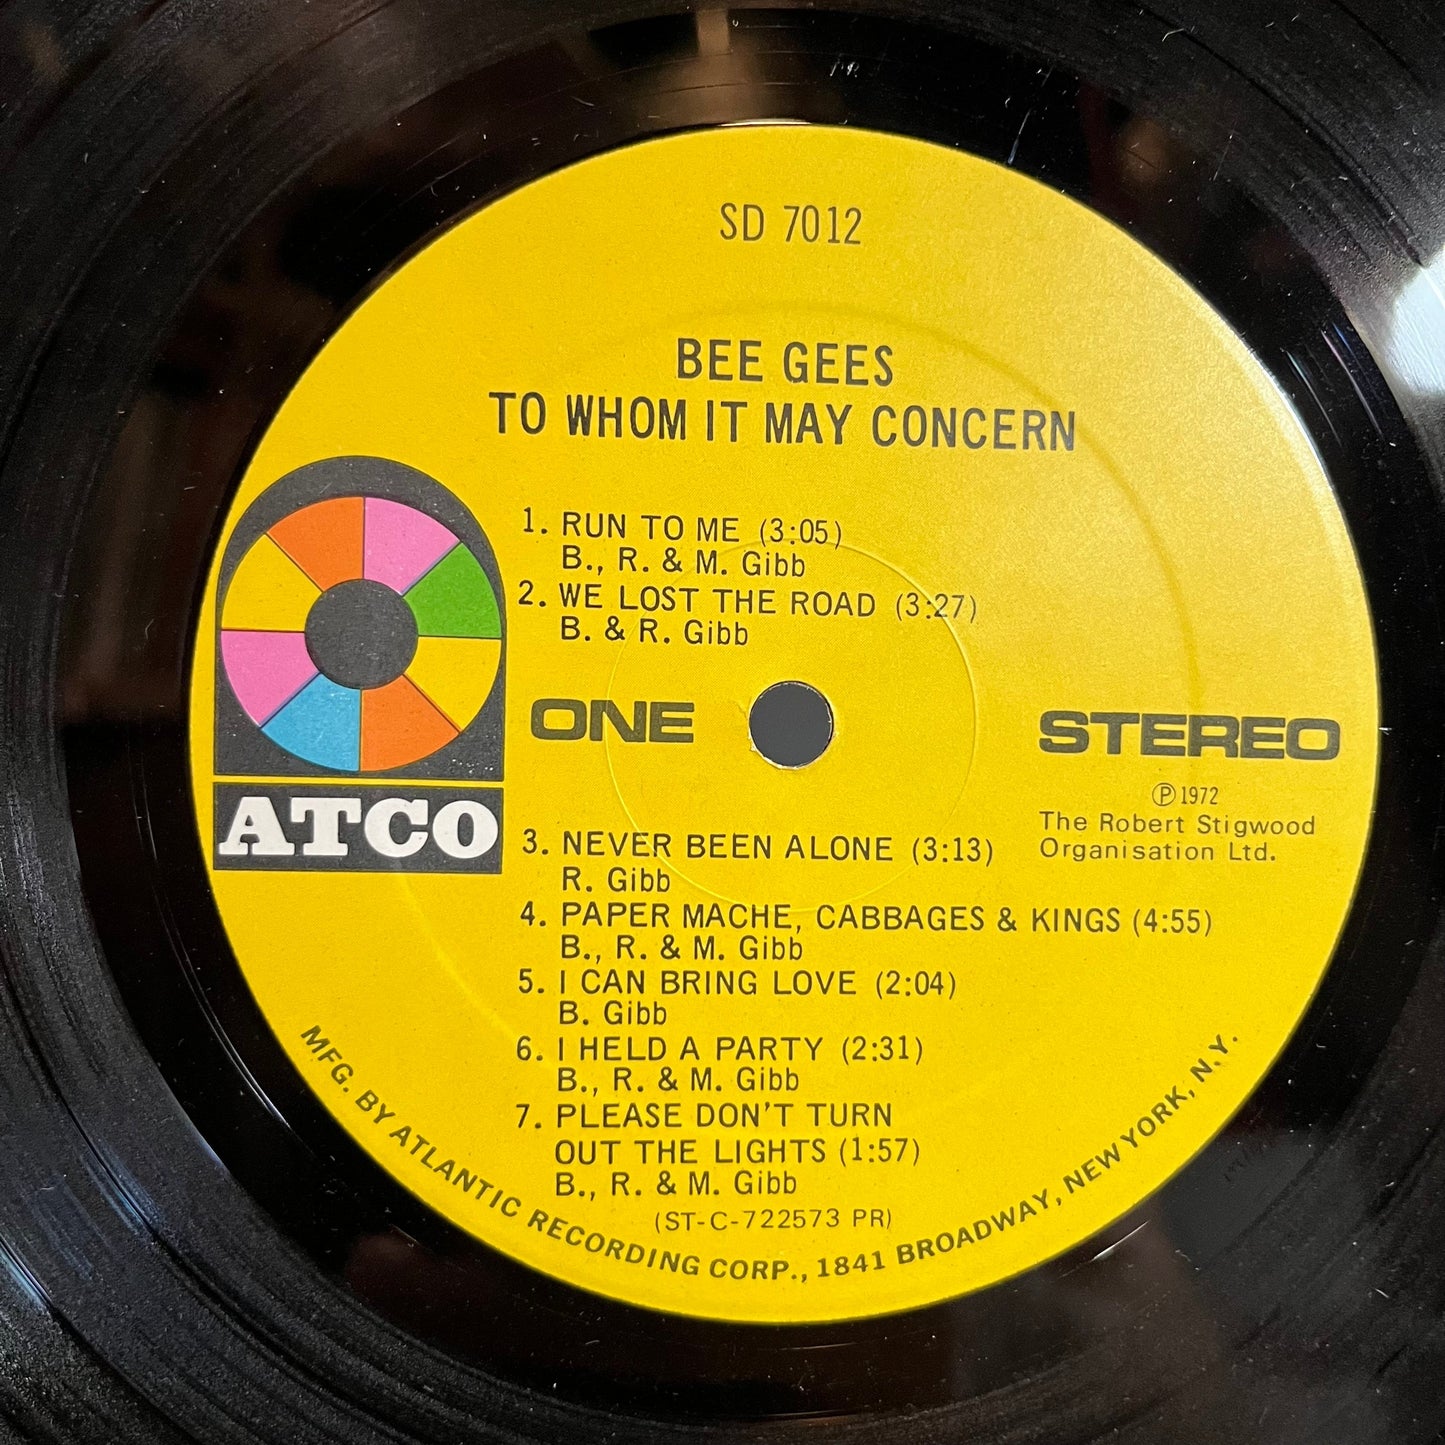 SD 7012
BEE GEES
TO WHOM IT MAY CONCERN
1. RUN TO ME (3:05)
B., R. & M. Gibb
2. WE LOST THE ROAD (3:27)
B. & R. Gibb
ONE
STEREO
ATCO
℗ 1972
The Robert Stigwood
Organisation Ltd.
3. NEVER BEEN ALONE (3:13)
R. Gibb
4. PAPER MACHE, CABBAGES & KINGS (4:55)
B., R. & M. Gibb
5. I CAN BRING LOVE (2:04)
B. Gibb
6. I HELD A PARTY (2:31)
B., R. & M. Gibb
7. PLEASE DON'T TURN
OUT THE LIGHTS (1:57)
B., R. & M. Gibb
(ST-C-722573 PR)
MFG. BY ATLANTIC RECORDING CORP., 1841 BROADWAY, NEW YORK, N.Y.